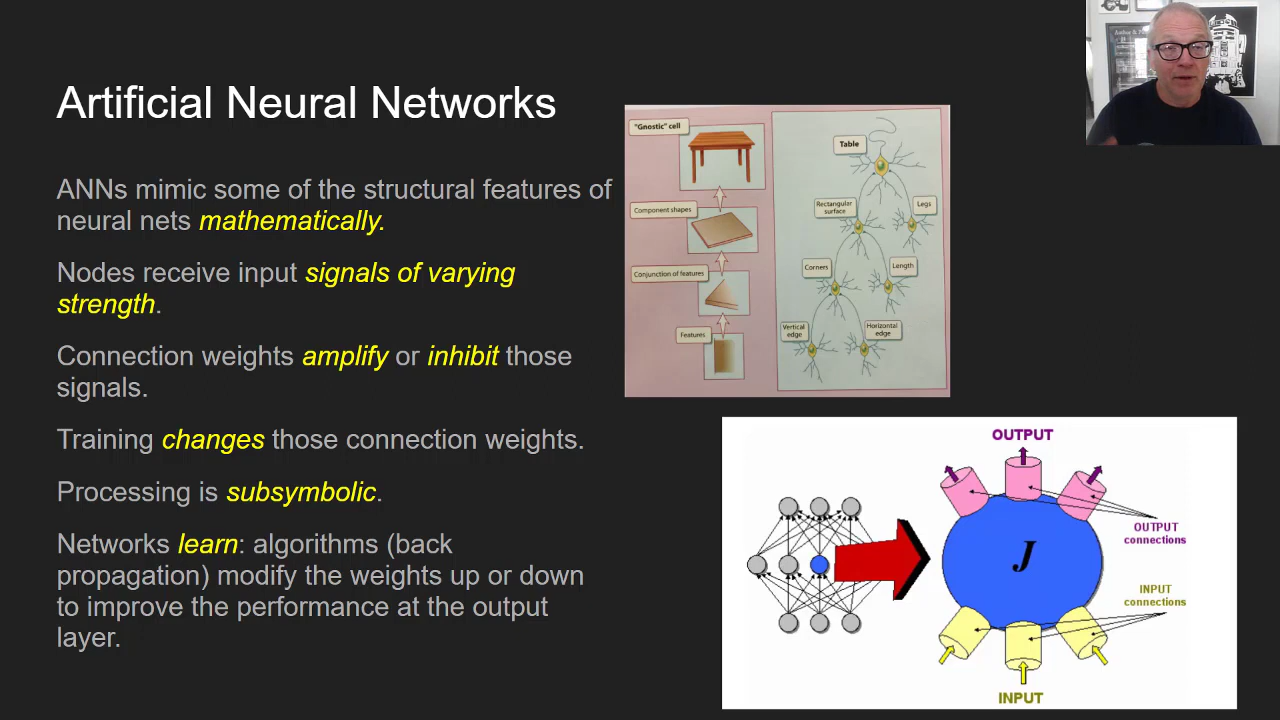 Artificial Neural Networks
ANNs mimic some of the structural features of
neural nets mathematically.
Nodes receive input signals of varying
strength.
Connection weights amplify or inhibit those
signals.
Training changes those connection weights.
Processing is subsymbolic.
Networks learn: algorithms (back
propagation) modify the weights up or down
to improve the performance at the output
layer.
"Gnostic" cell
Component shapes
Conjunction of features
Features
Table
Rectangular
surface
Legs
Corners
Length
Vertical
edge
Horizontal
edge
OUTPUT
J
OUTPUT
connections
INPUT
connections
INPUT